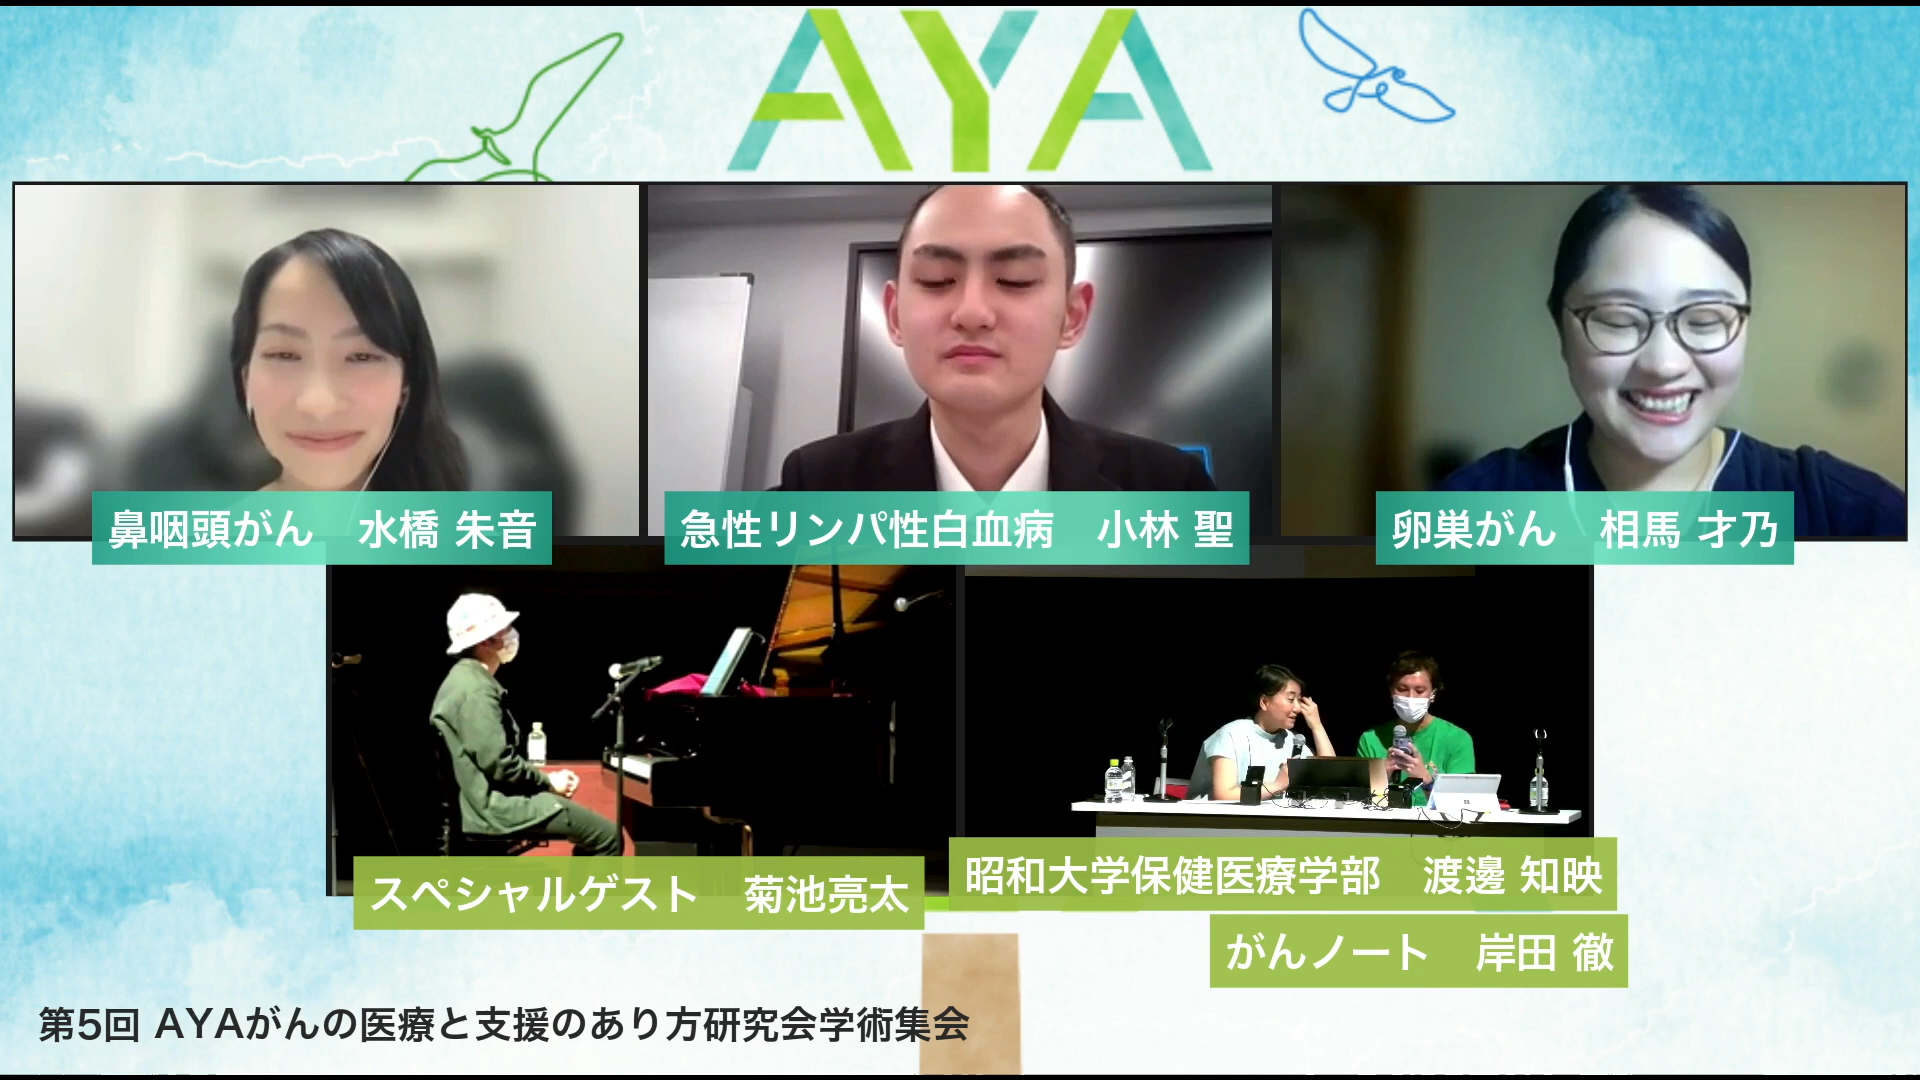 AYA
鼻咽頭がん　水橋 朱音
急性リンパ性白血病　小林 聖
卵巣がん　相馬 才乃
スペシャルゲスト　菊池亮太
昭和大学保健医療学部　渡邊 知映
がんノート　岸田 徹
第5回 AYAがんの医療と支援のあり方研究会学術集会